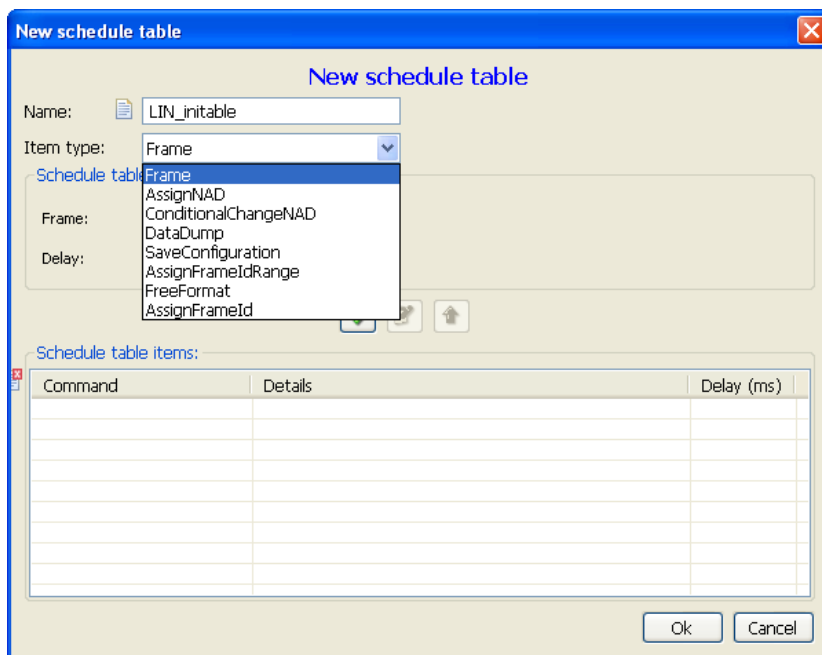 New schedule table
New schedule table
Name: LIN_initable
Item type: Frame
Schedule tabl
Frame
AssignNAD
ConditionalChangeNAD
DataDump
SaveConfiguration
AssignFrameIdRange
FreeFormat
AssignFrameId
Frame:
Delay:
Schedule table items:
Command Details Delay (ms)
Ok Cancel